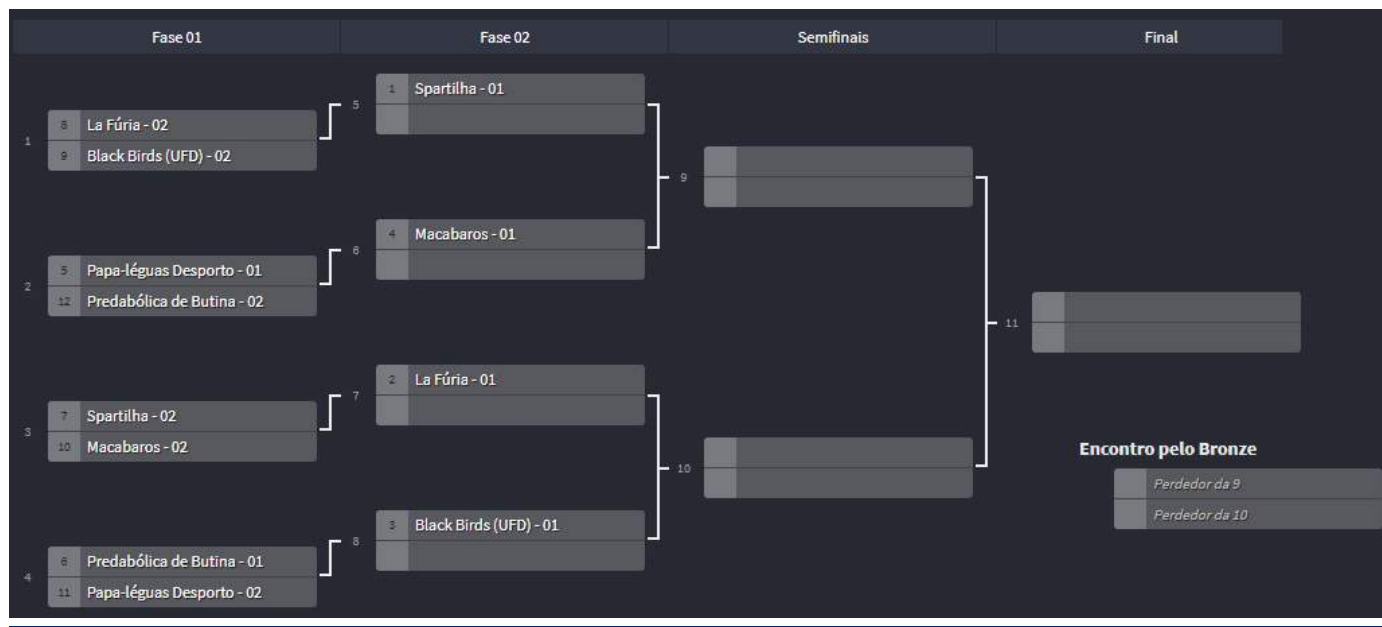 Fase 01
Fase 02
Semifinais
Final
1
8 La Fúria - 02
9 Black Birds (UFD) - 02
2
5 Papa-léguas Desporto - 01
12 Predabólica de Butina - 02
3
7 Spartilha - 02
10 Macabaros - 02
4
6 Predabólica de Butina - 01
11 Papa-léguas Desporto - 02
5
1 Spartilha - 01
6
4 Macabaros - 01
7
2 La Fúria - 01
8
3 Black Birds (UFD) - 01
9
10
11
Encontro pelo Bronze
Perdedor da 9
Perdedor da 10